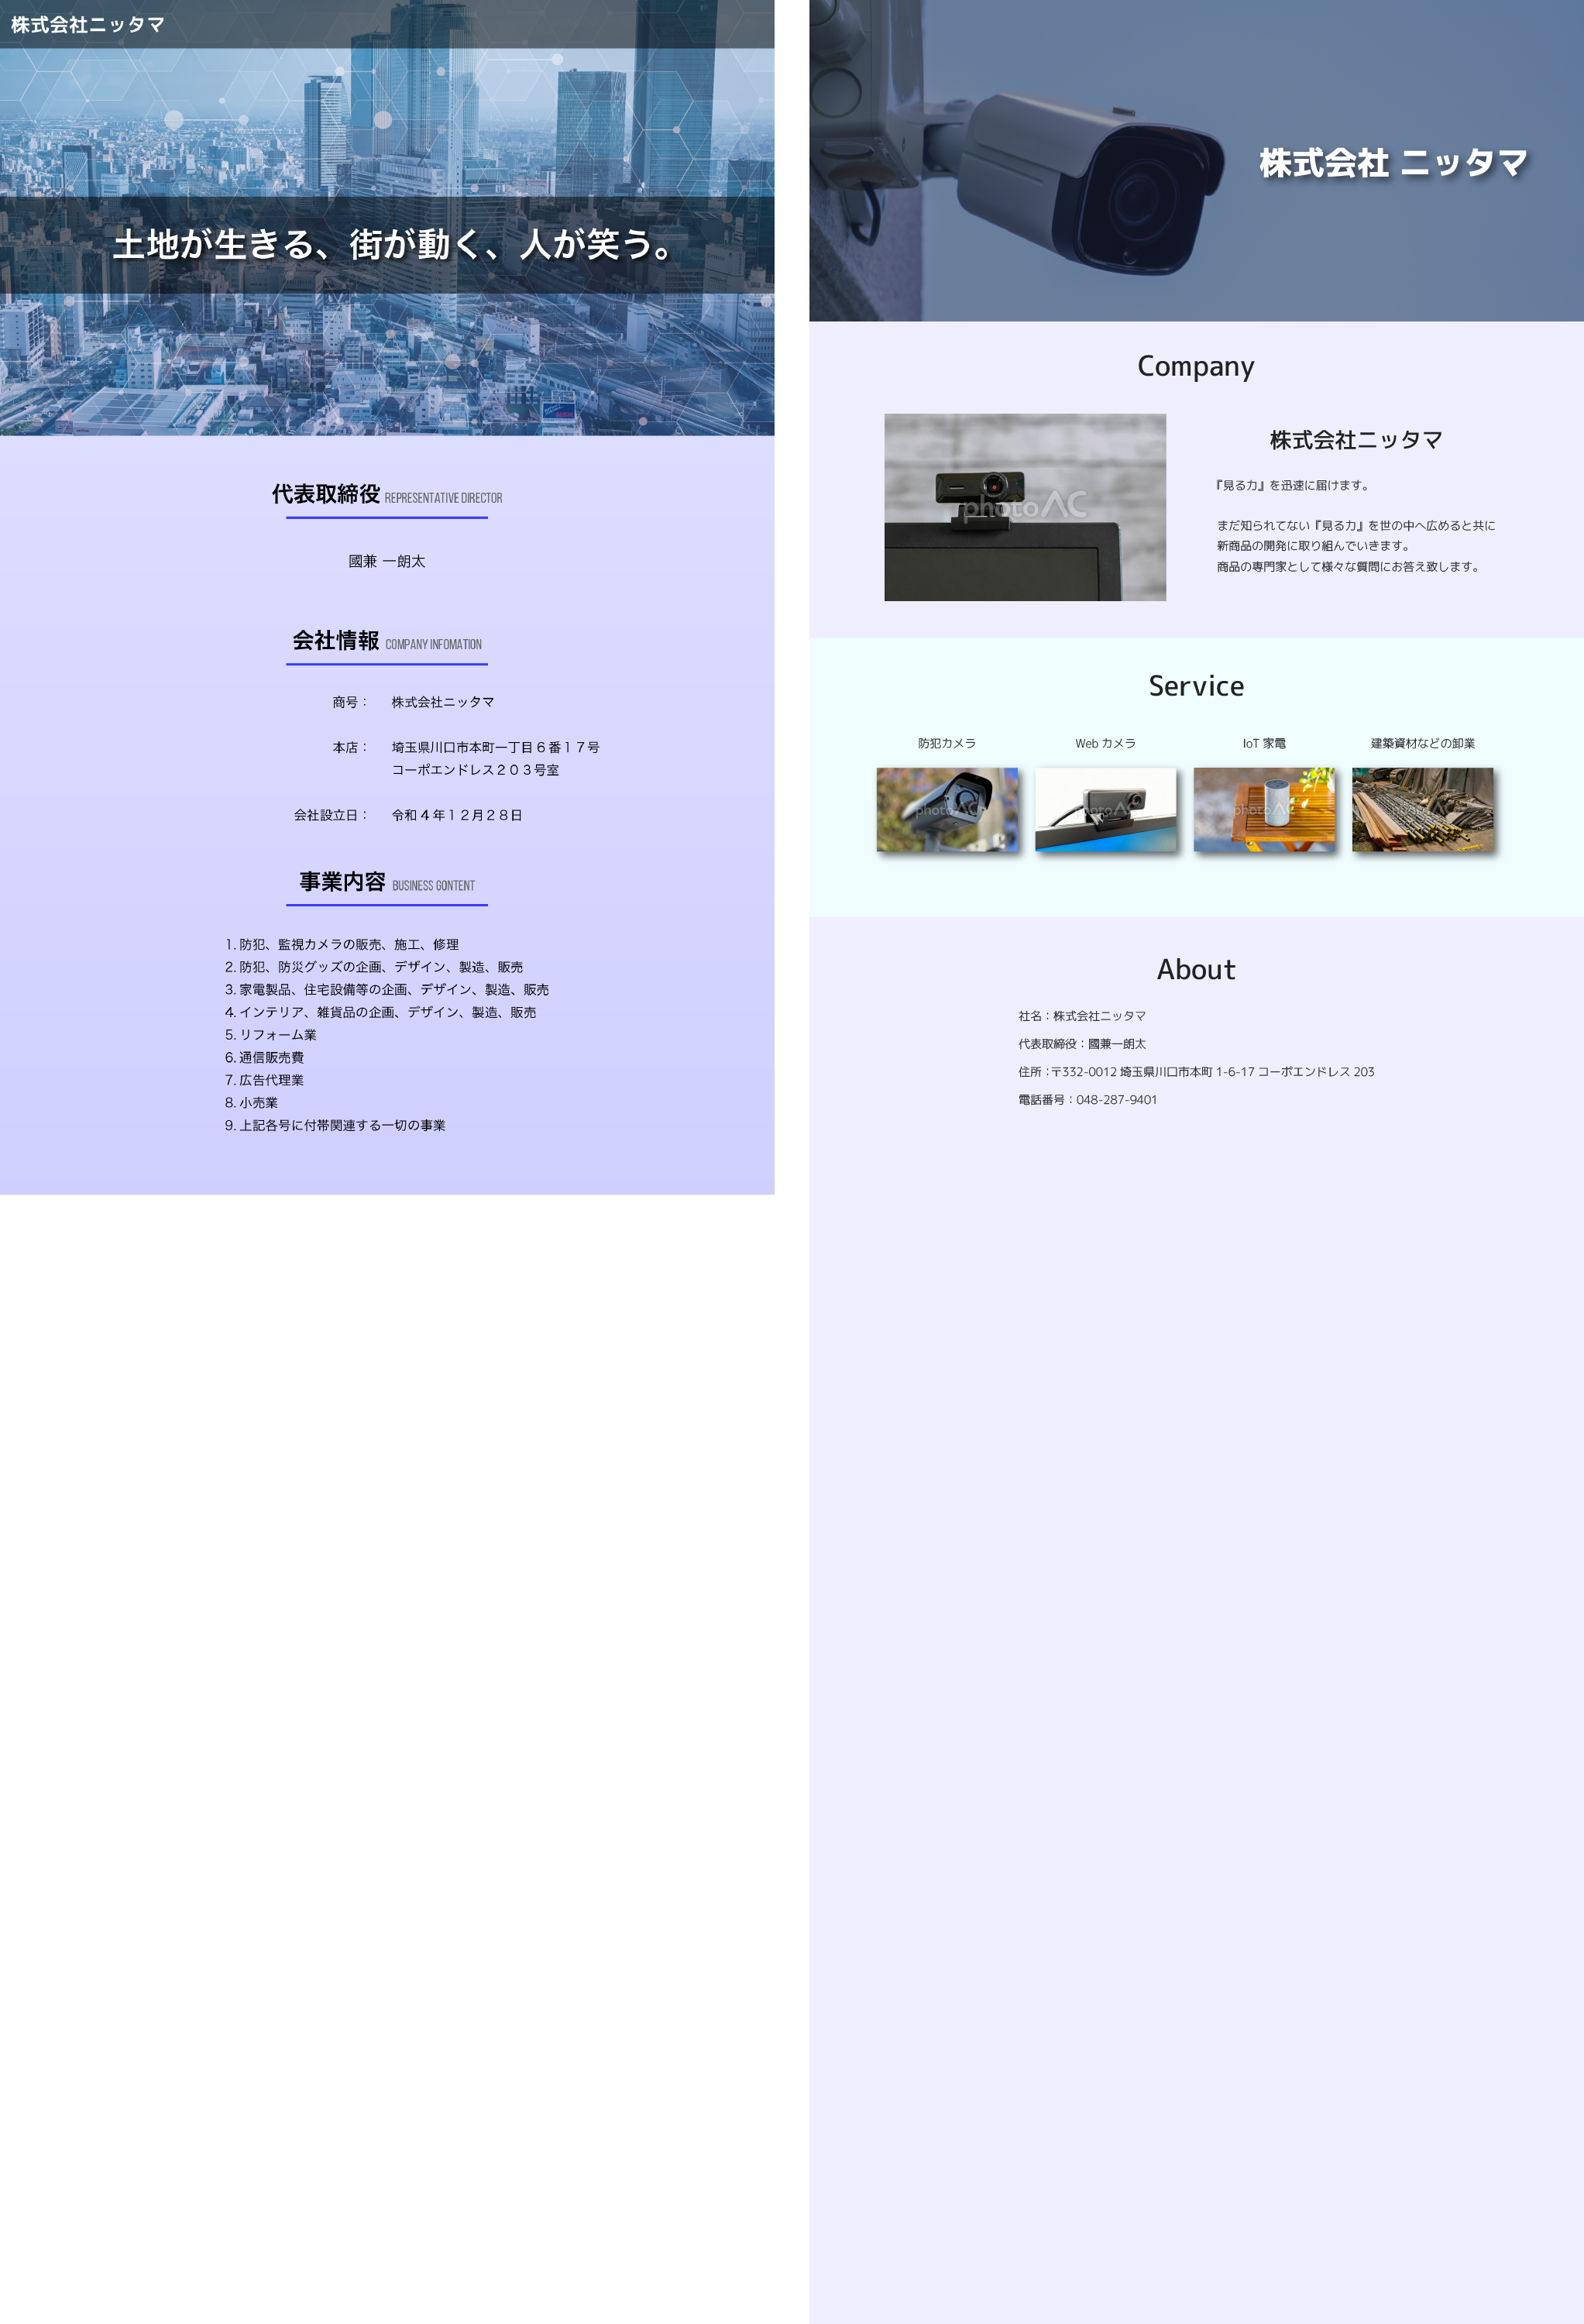 株式会社ニッタマ
土地が生きる、街が動く、人が笑う。
代表取締役 REPRESENTATIVE DIRECTOR
國兼 一朗太
会社情報 COMPANY INFOMATION
商号： 株式会社ニッタマ
本店： 埼玉県川口市本町一丁目６番１７号
コーポエンドレス２０３号室
会社設立日： 令和４年１２月２８日
事業内容 BUSINESS GONTENT
1. 防犯、監視カメラの販売、施工、修理
2. 防犯、防災グッズの企画、デザイン、製造、販売
3. 家電製品、住宅設備等の企画、デザイン、製造、販売
4. インテリア、雑貨品の企画、デザイン、製造、販売
5. リフォーム業
6. 通信販売費
7. 広告代理業
8. 小売業
9. 上記各号に付帯関連する一切の事業
株式会社 ニッタマ
Company
photoAC
株式会社ニッタマ
『見る力』を迅速に届けます。
まだ知られてない『見る力』を世の中へ広めると共に
新商品の開発に取り組んでいきます。
商品の専門家として様々な質問にお答え致します。
Service
防犯カメラ
Web カメラ
IoT 家電
建築資材などの卸業
photoAC
photoAC
photoAC
photoAC
About
社名：株式会社ニッタマ
代表取締役：國兼一朗太
住所：〒332-0012 埼玉県川口市本町 1-6-17 コーポエンドレス 203
電話番号：048-287-9401